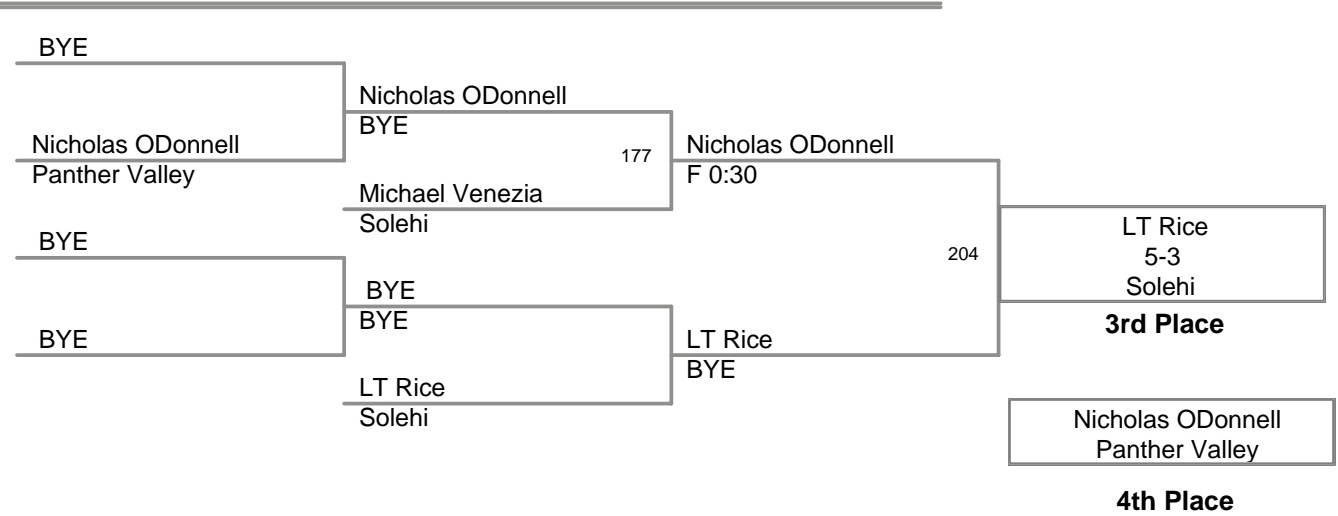 BYE
Nicholas ODonnell
Panther Valley
BYE
BYE
Nicholas ODonnell
BYE
Michael Venezia
Solehi
BYE
BYE
LT Rice
Solehi
177
Nicholas ODonnell
F 0:30
LT Rice
BYE
204
LT Rice
5-3
Solehi
3rd Place
Nicholas ODonnell
Panther Valley
4th Place